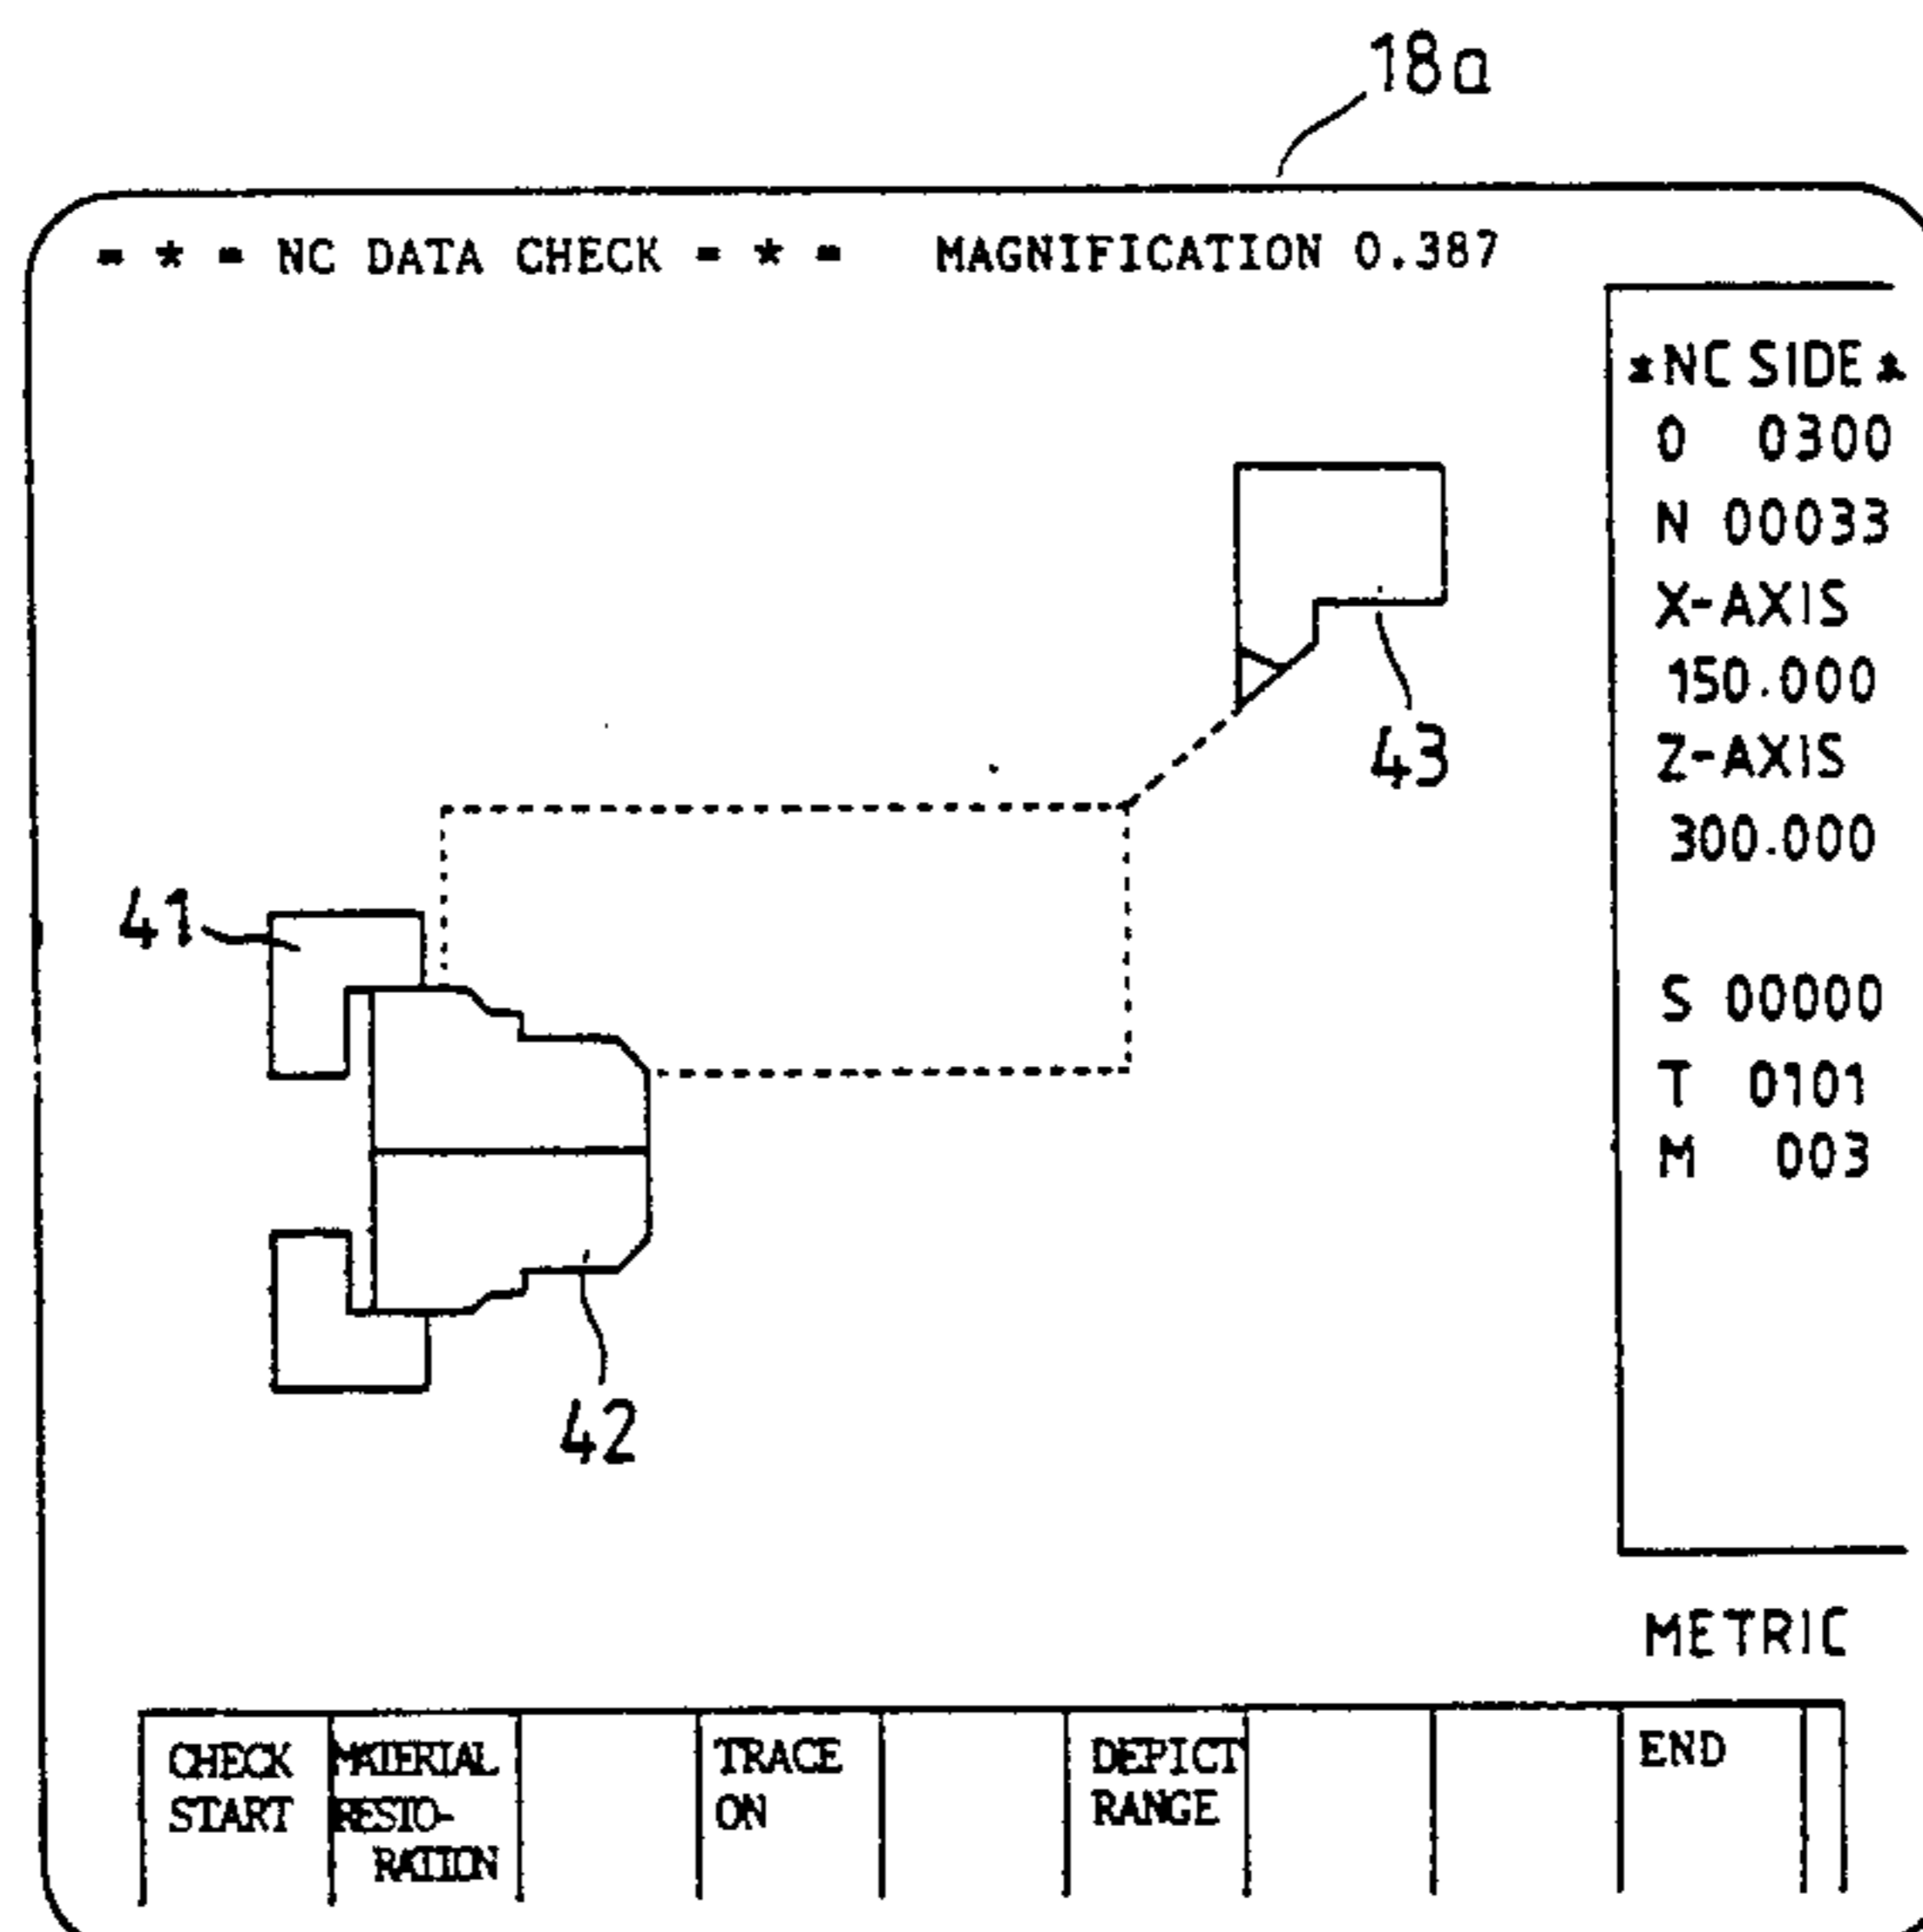 18a
- * - NC DATA CHECK - * - MAGNIFICATION 0.387
*NC SIDE*
O 0300
N 00033
X-AXIS
150.000
Z-AXIS
300.000
S 00000
T 0101
M 003
43
41
42
METRIC
CHECK
START
MATERIAL
RESTO-
RATION
TRACE
ON
DEPICT
RANGE
END